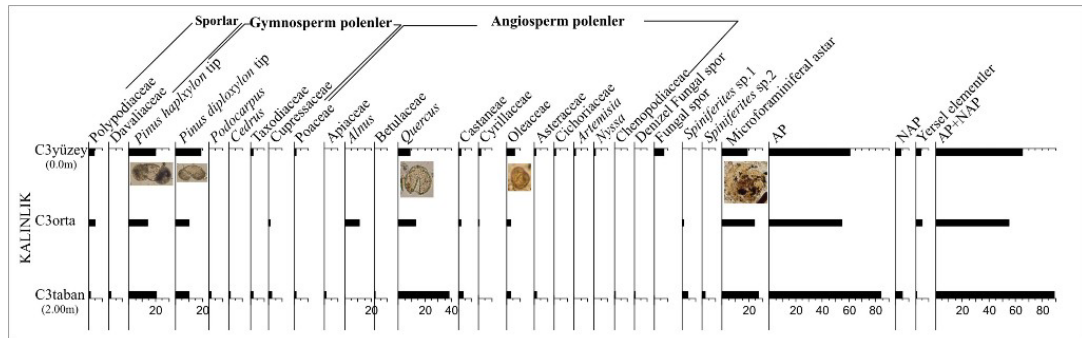 Sporlar
Gymnosperm polenler
Angiosperm polenler
Polypodiaceae
Davaliaceae
Pinus haplxylon tip
Pinus diploxylon tip
Podocarpus
Cedrus
Taxodiaceae
Cupressaceae
Poaceae
Apiaceae
Alnus
Betulaceae
Quercus
Castaneae
Cyrillaceae
Oleaceae
Asteraceae
Cichoriaceae
Artemisia
Nyssa
Chenopodiaceae
Denizel Fungal spor
Fungal spor
Spiniferites sp.1
Spiniferites sp.2
Microforaminiferal astar
AP
NAP
Yersel elementler
AP+NAP
KALINLIK
C3yüzey
(0.0m)
C3orta
C3taban
(2.00m)
20 20 20 40 20 20 40 60 80 20 40 60 80